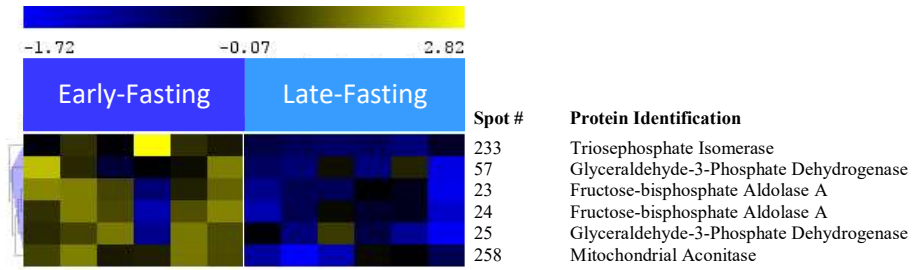 -1.72 -0.07 2.82
Early-Fasting Late-Fasting
Spot # Protein Identification
233 Triosephosphate Isomerase
57 Glyceraldehyde-3-Phosphate Dehydrogenase
23 Fructose-bisphosphate Aldolase A
24 Fructose-bisphosphate Aldolase A
25 Glyceraldehyde-3-Phosphate Dehydrogenase
258 Mitochondrial Aconitase